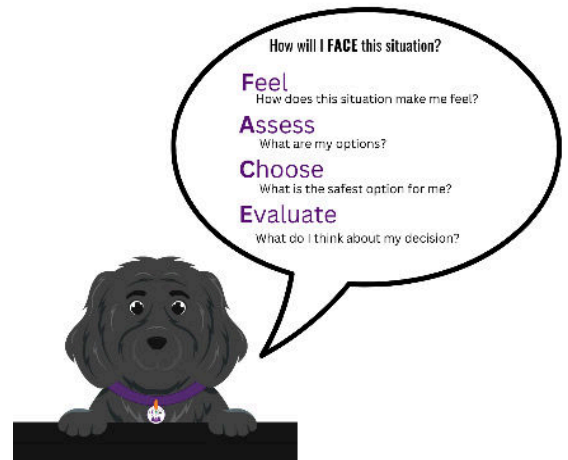 How will I FACE this situation?
Feel
How does this situation make me feel?
Assess
What are my options?
Choose
What is the safest option for me?
Evaluate
What do I think about my decision?